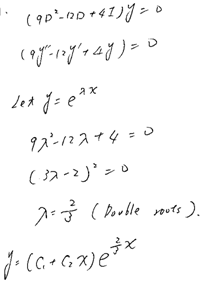 (9D²-12D+4I)y=0
(9y''-12y'+4y)=0
Let y=e^{λx}
9λ²-12λ+4=0
(3λ-2)²=0
λ=2/3 (Double roots).
y=(C₁+C₂x)e^{2/3 x}